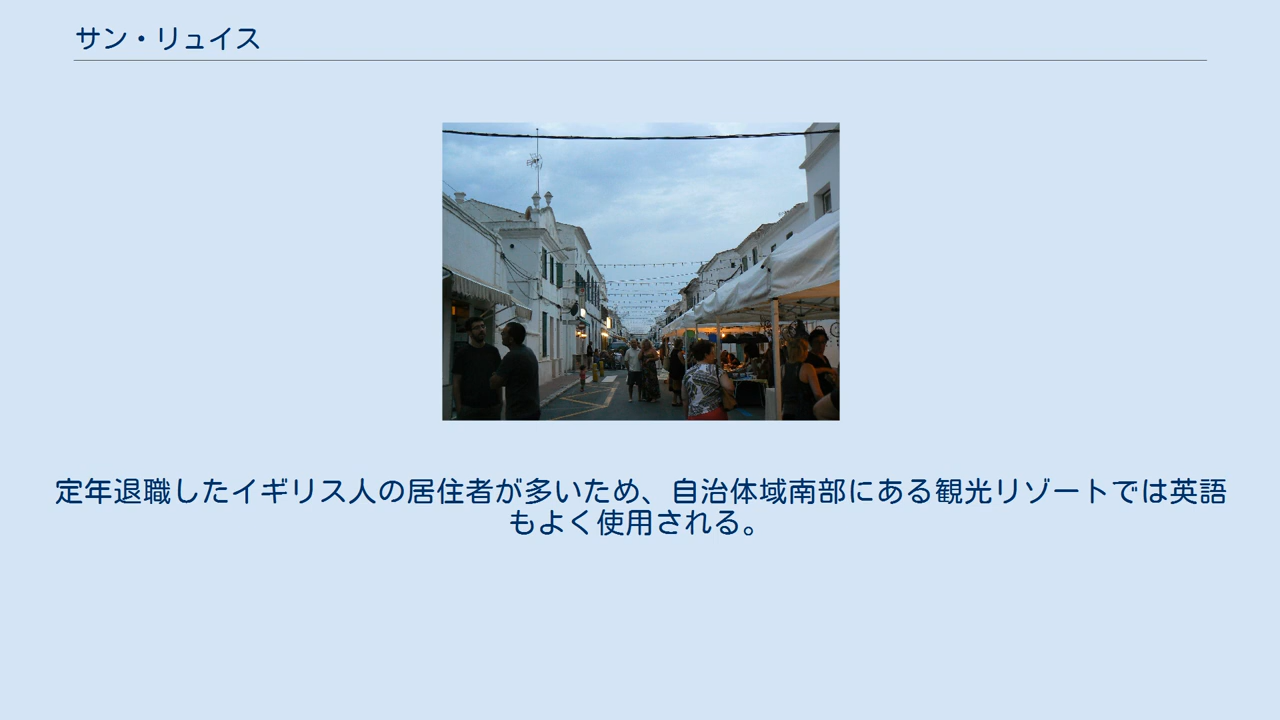 サン・リュイス
定年退職したイギリス人の居住者が多いため、自治体域南部にある観光リゾートでは英語
もよく使用される。